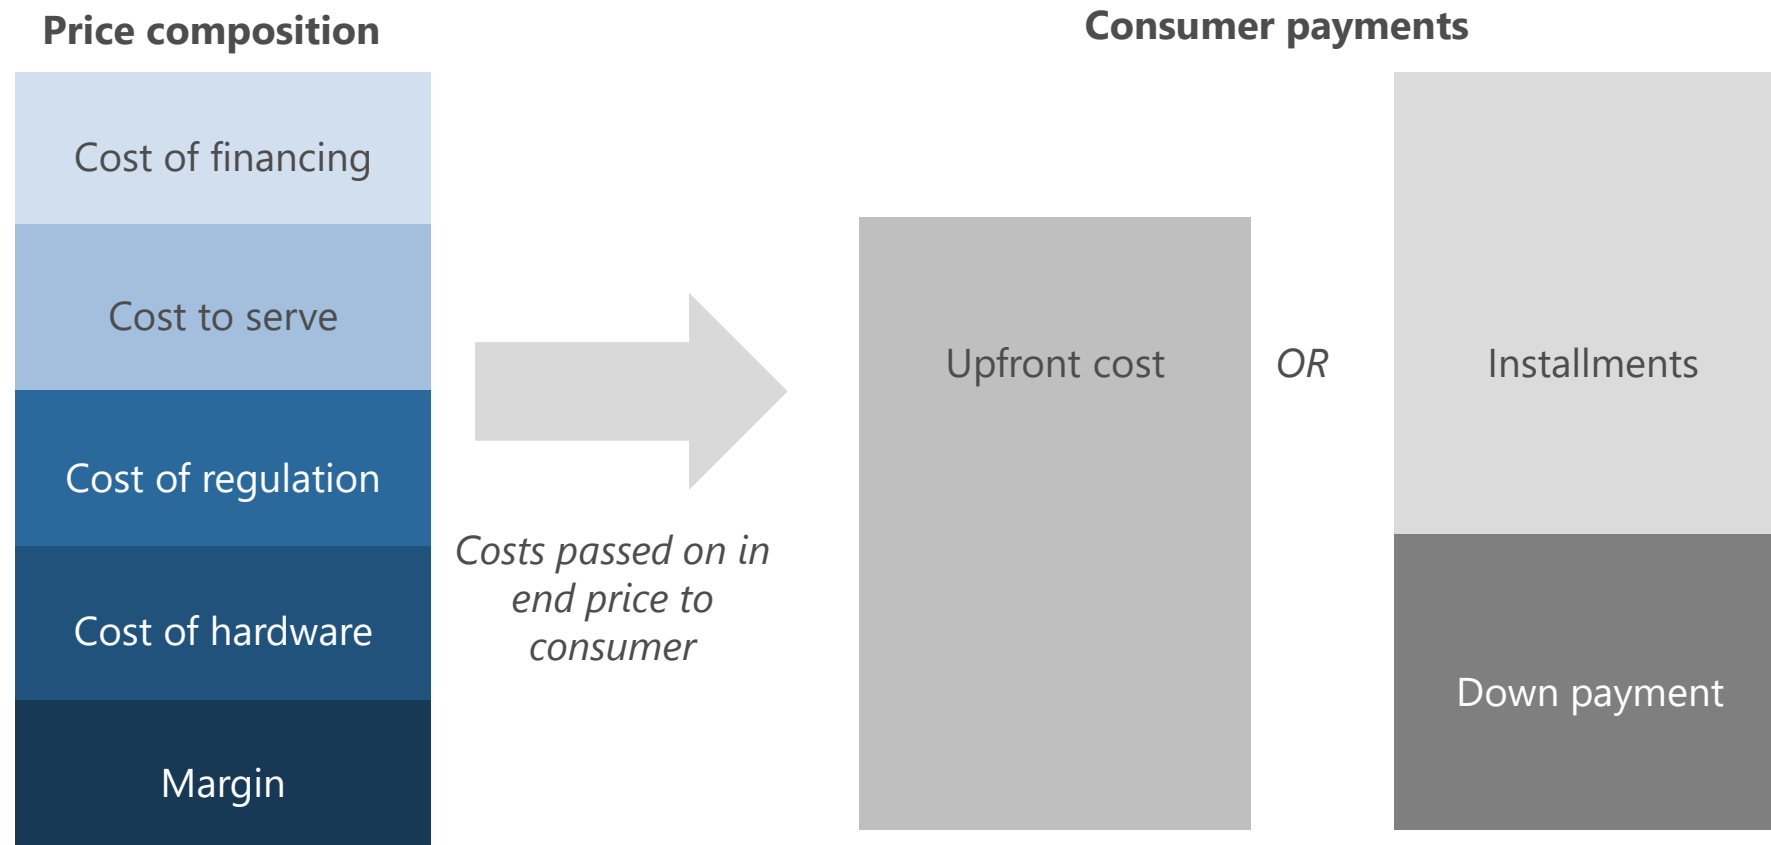 Price composition
Cost of financing
Cost to serve
Cost of regulation
Cost of hardware
Margin
Costs passed on in
end price to
consumer
Consumer payments
Upfront cost
OR
Installments
Down payment